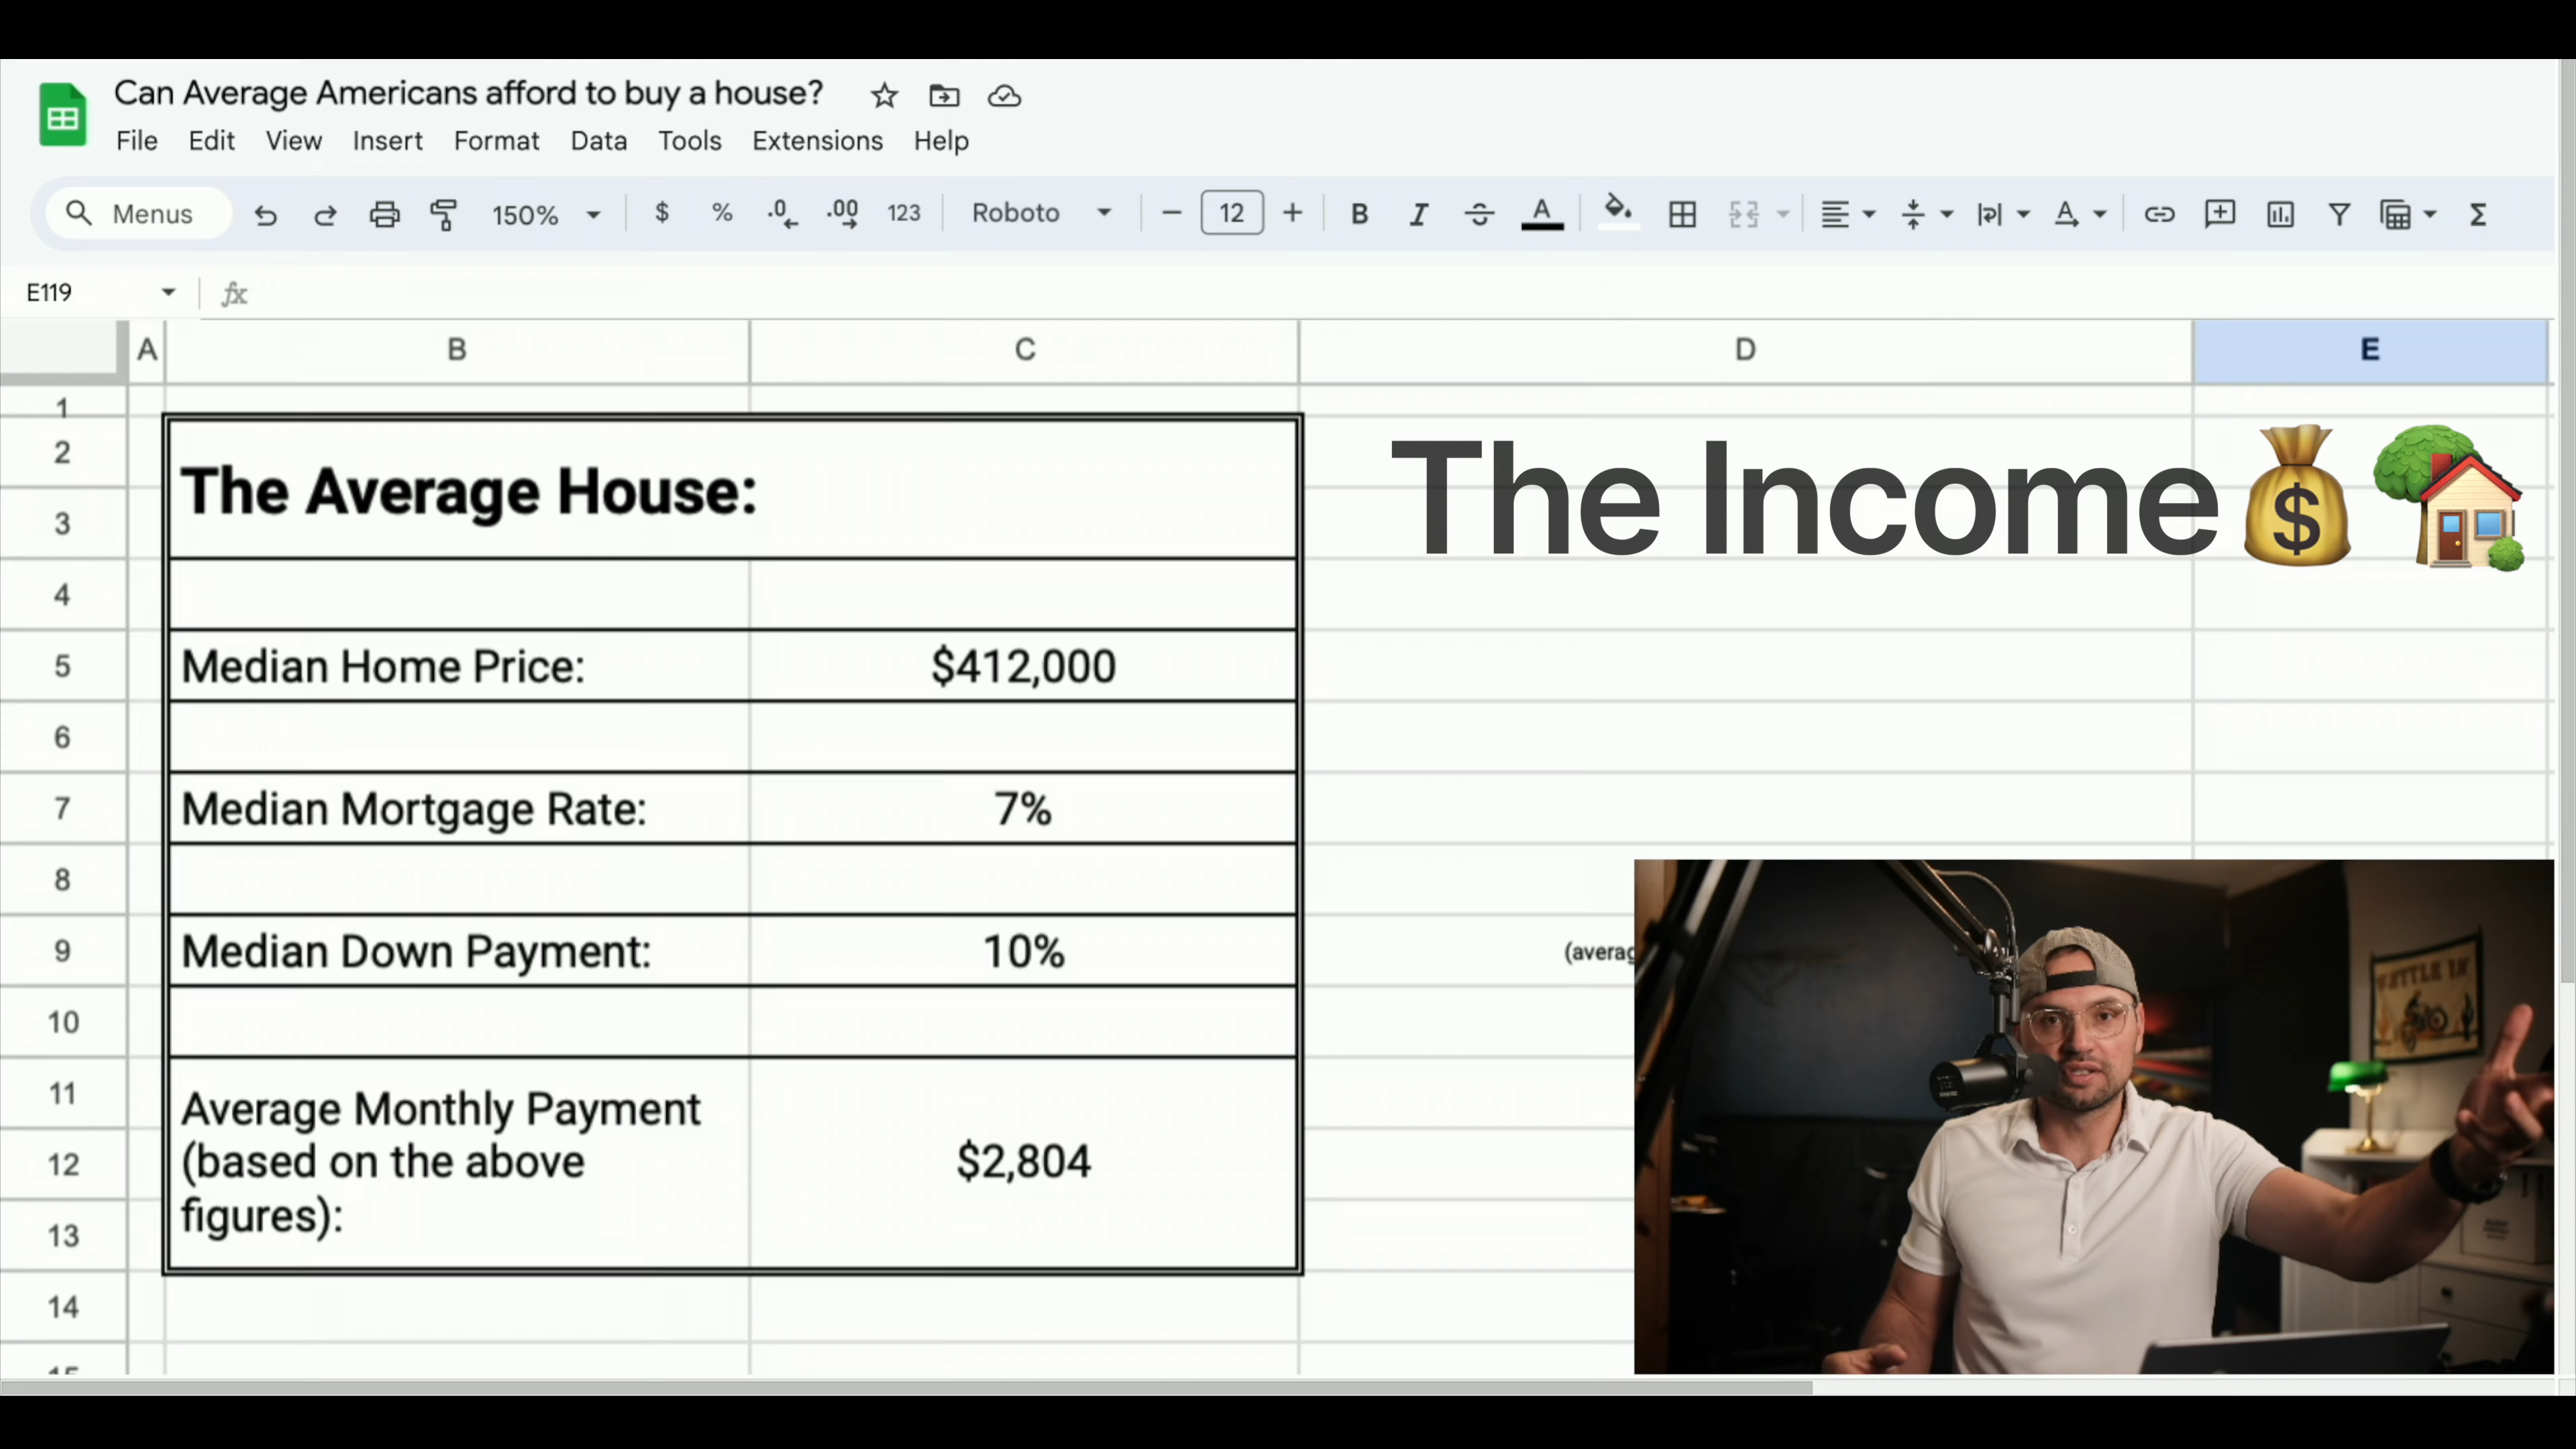 Can Average Americans afford to buy a house?
File Edit View Insert Format Data Tools Extensions Help
Menus 150% $ % .0 .00 123 Roboto 12 B I A A Σ
E119 fx
A B C D E
1
2
The Average House:
The Income
3
4
5 Median Home Price: $412,000
6
7 Median Mortgage Rate: 7%
8
9 Median Down Payment: 10%
10
11
Average Monthly Payment
12 (based on the above $2,804
figures):
13
14